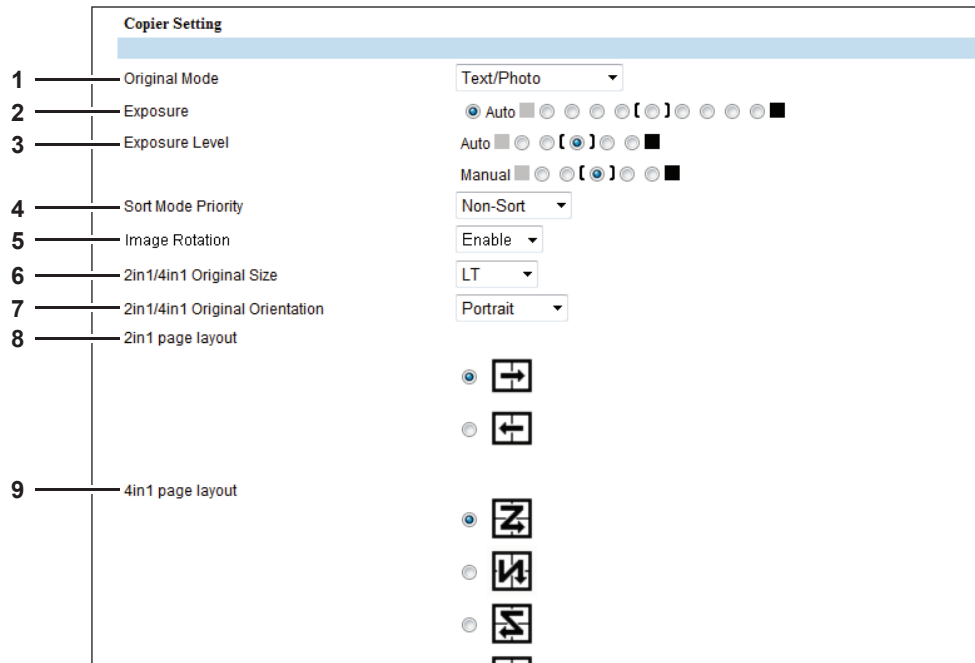 Copier Setting
1 Original Mode Text/Photo
2 Exposure Auto [ ]
3 Exposure Level Auto [ ]
Manual [ ]
4 Sort Mode Priority Non-Sort
5 Image Rotation Enable
6 2in1/4in1 Original Size LT
7 2in1/4in1 Original Orientation Portrait
8 2in1 page layout
9 4in1 page layout